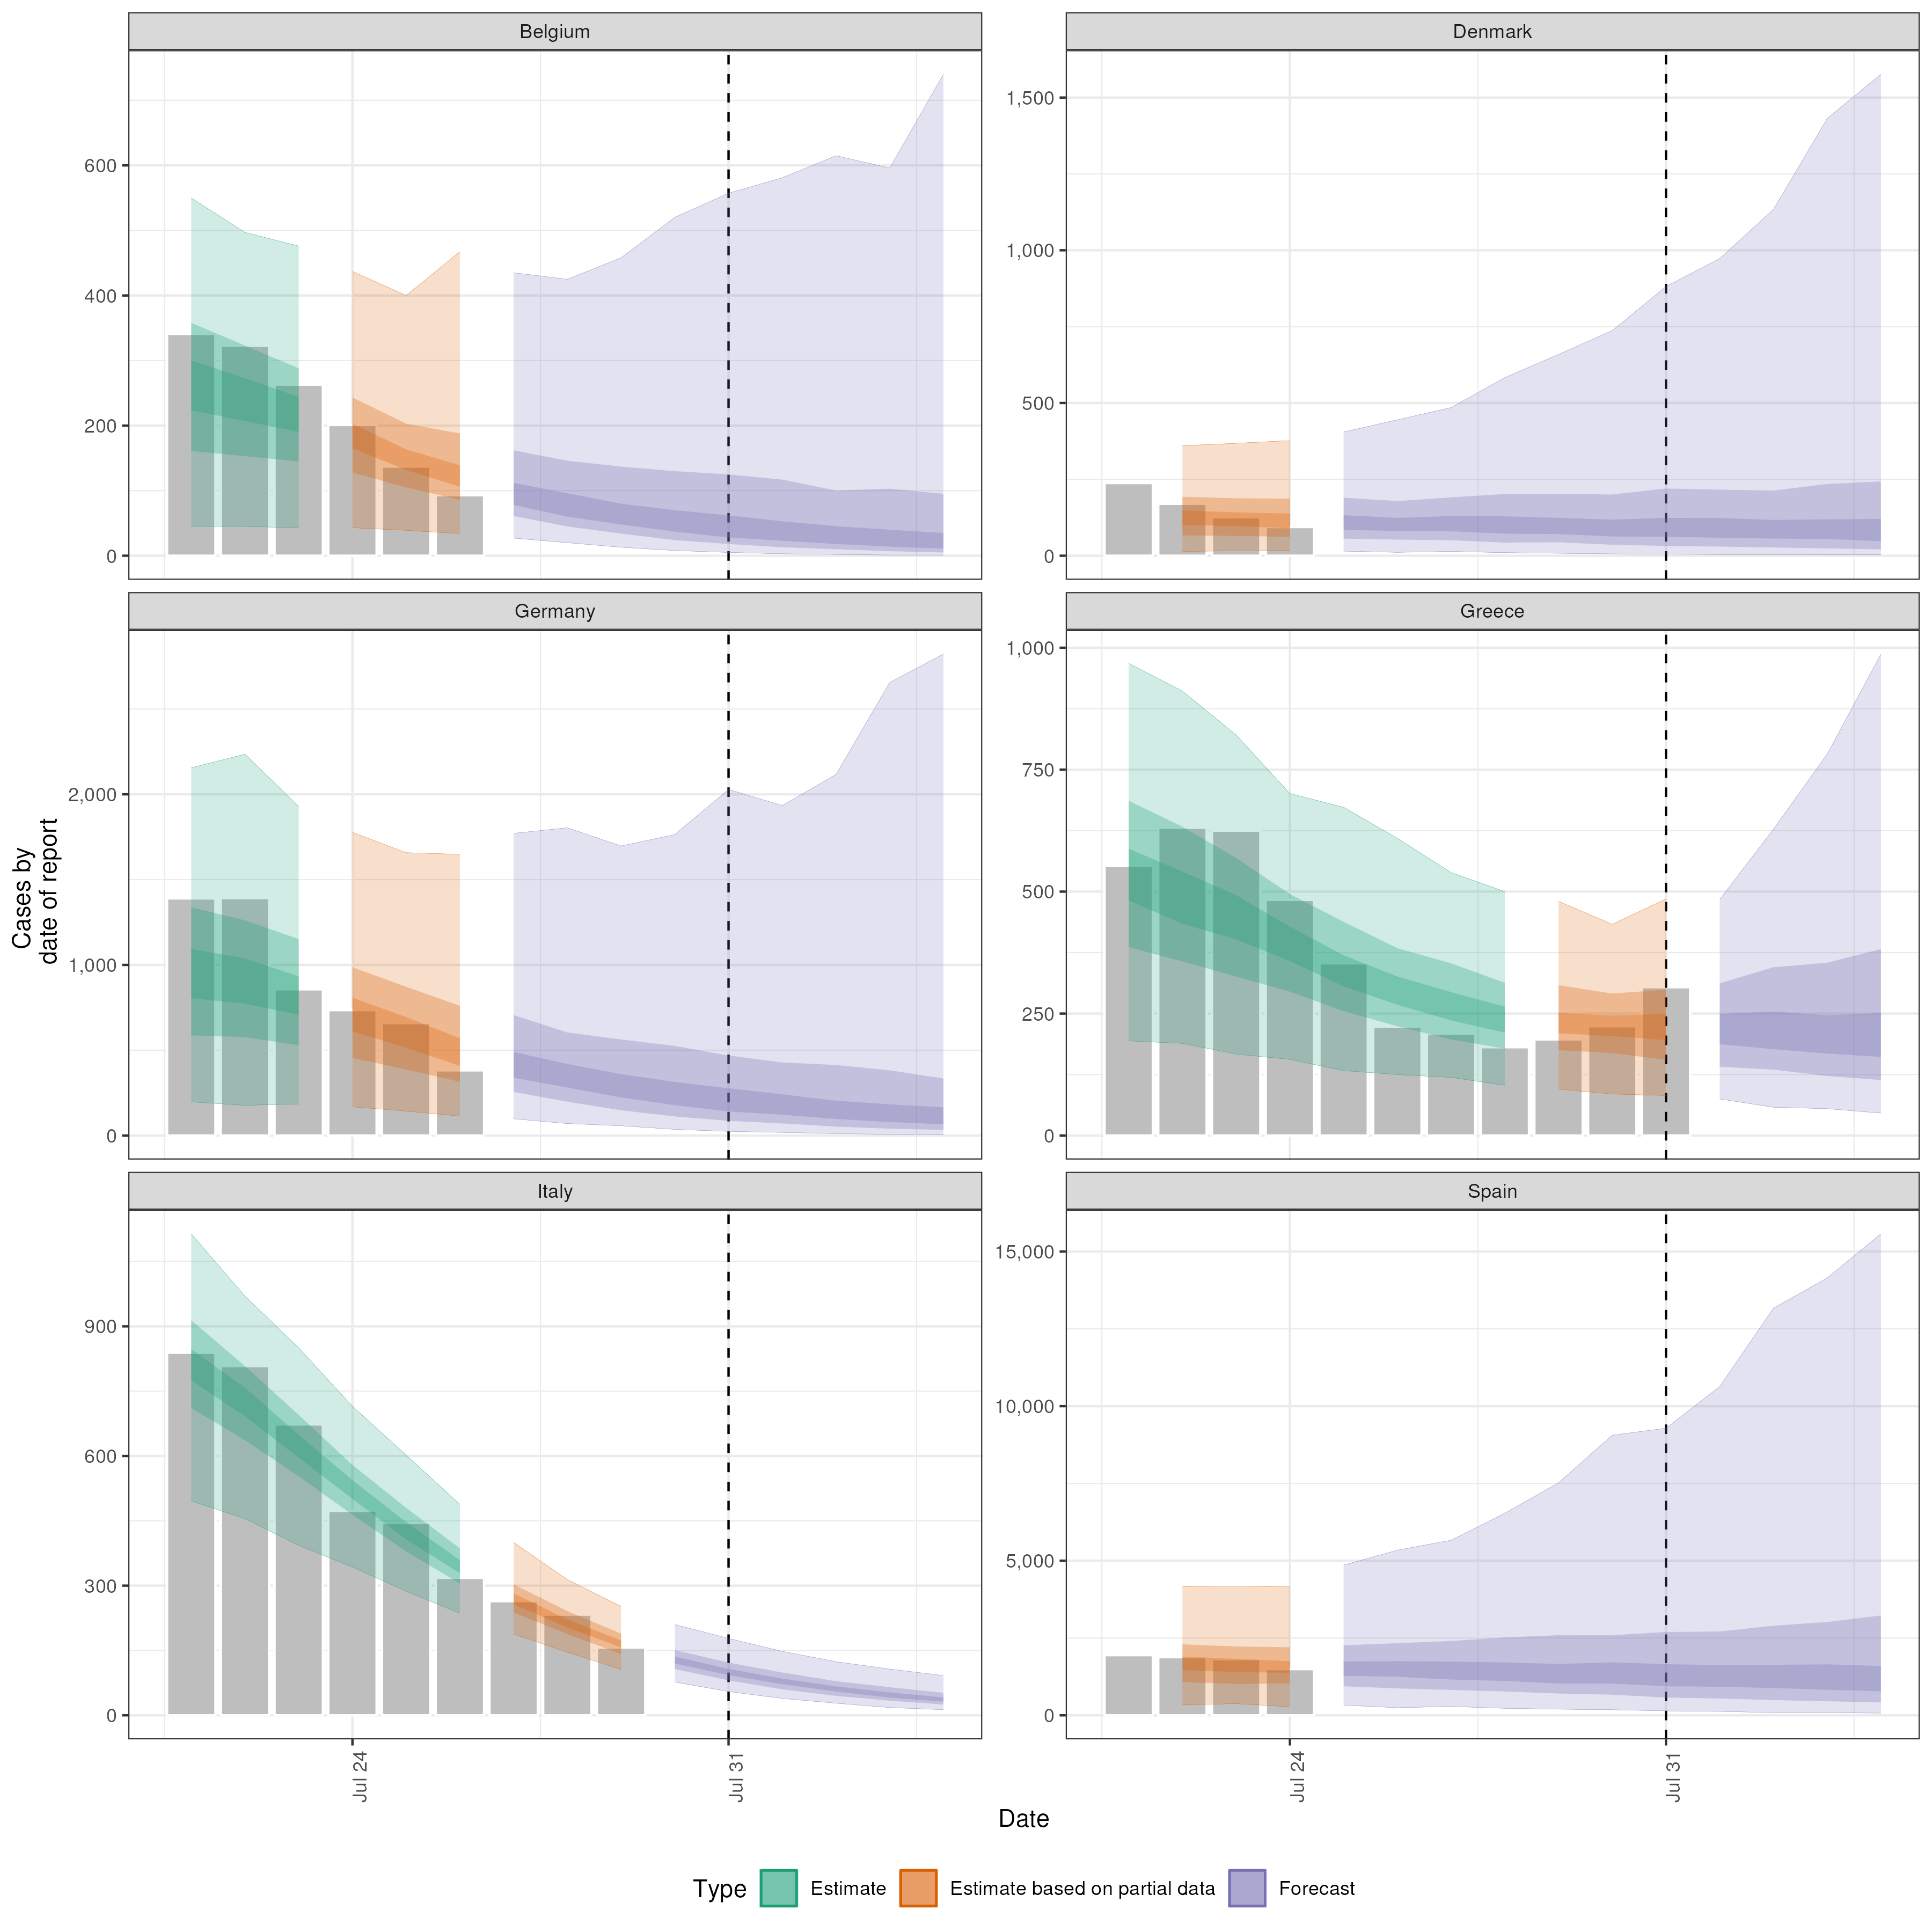 Belgium
Denmark
600
400
200
0
1,500
1,000
500
0
Germany
Greece
2,000
1,000
0
1,000
750
500
250
0
Cases by
date of report
Italy
Spain
900
600
300
0
15,000
10,000
5,000
0
Jul 24
Jul 31
Jul 24
Jul 31
Date
Type
Estimate
Estimate based on partial data
Forecast